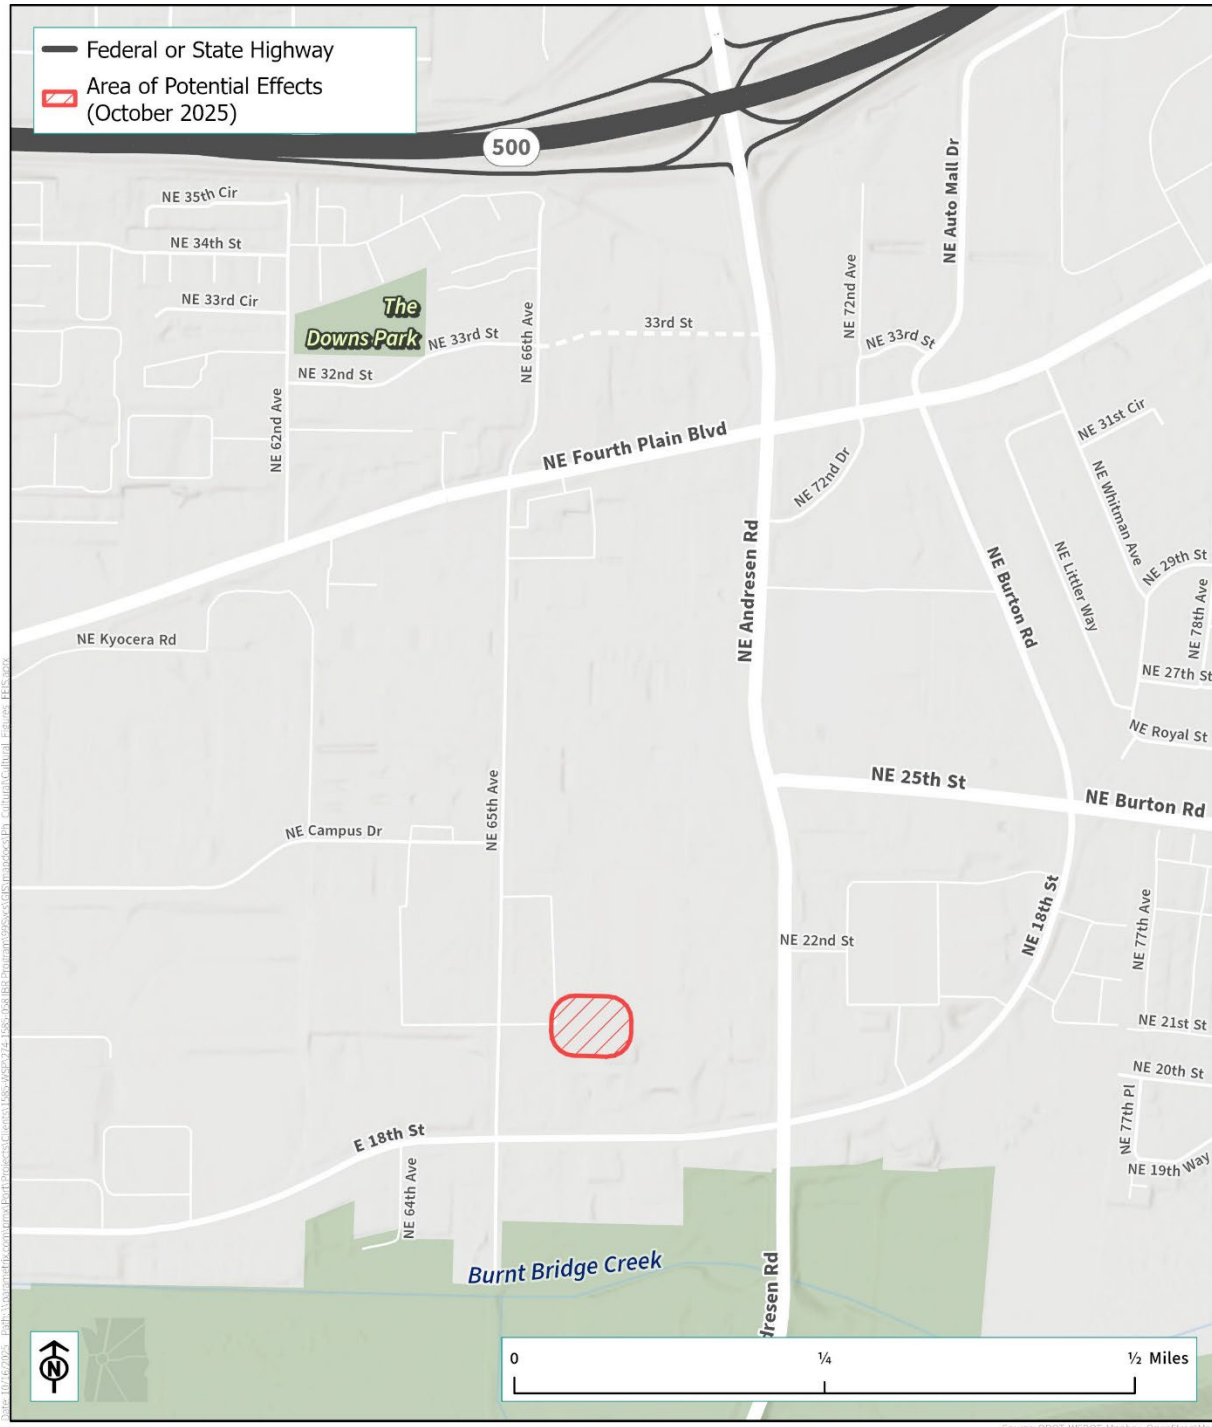 Federal or State Highway
Area of Potential Effects
(October 2025)
500
NE 35th Cir
NE 34th St
NE 33rd Cir
The
Downs Park
NE 33rd St
NE 32nd St
NE 62nd Ave
NE 66th Ave
33rd St
NE 72nd Ave
NE 33rd St
NE Auto Mall Dr
NE Fourth Plain Blvd
NE 72nd Dr
NE 31st Cir
NE Whitman Ave
NE 29th St
NE Littler Way
NE 78th Ave
NE Andresen Rd
NE Burton Rd
NE Kyocera Rd
NE 27th St
NE Royal St
NE 25th St
NE Burton Rd
NE 65th Ave
NE Campus Dr
NE 22nd St
NE 18th St
NE 77th Ave
NE 21st St
NE 20th St
NE 77th Pl
NE 19th Way
E 18th St
NE 64th Ave
Burnt Bridge Creek
dresen Rd
N
0 ¼ ½ Miles
Date: 10/16/2025